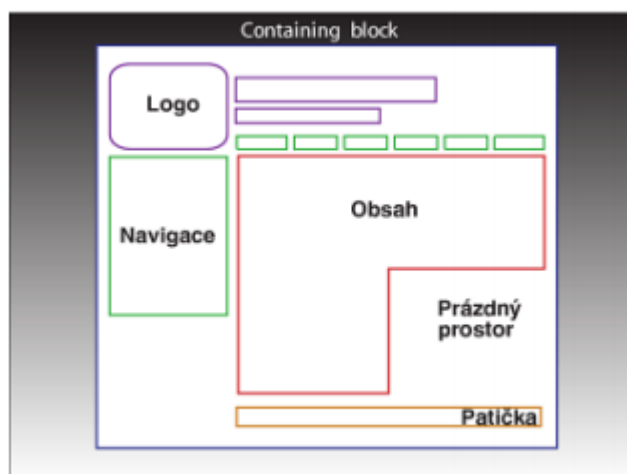 Containing block
Logo
Obsah
Navigace
Prázdný
prostor
Patička